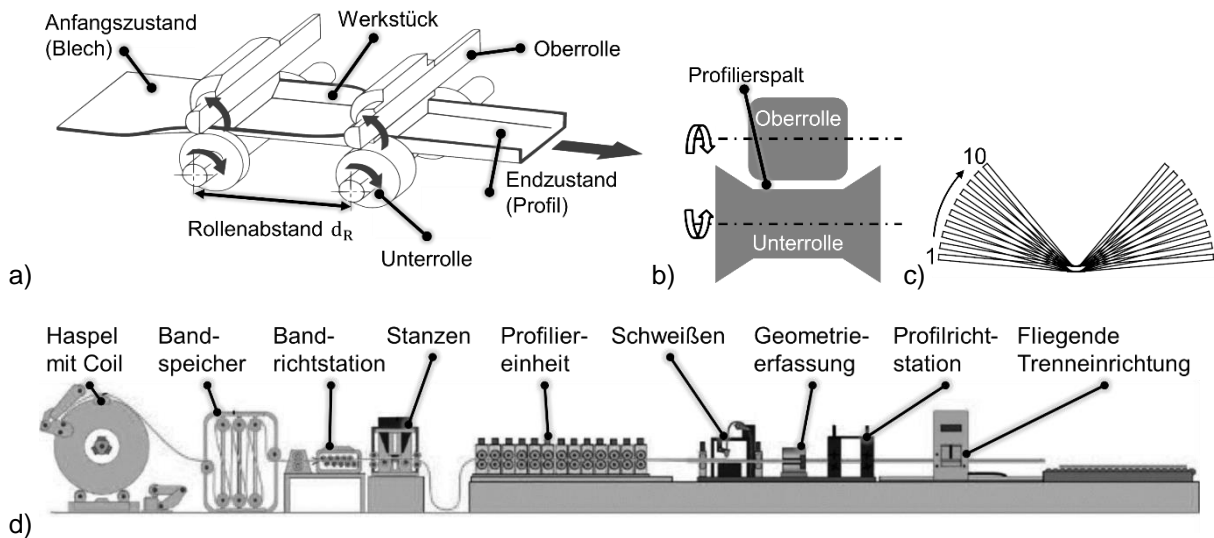 Anfangszustand
(Blech)
Werkstück
Oberrolle
Endzustand
(Profil)
Rollenabstand dR
Unterrolle
a)
Profilierspalt
Oberrolle
Unterrolle
b)
10
1
c)
Haspel
mit Coil
Band-
speicher
Band-
richtstation
Stanzen
Profilier-
einheit
Schweißen
Geometrie-
erfassung
Profilricht-
station
Fliegende
Trenneinrichtung
d)